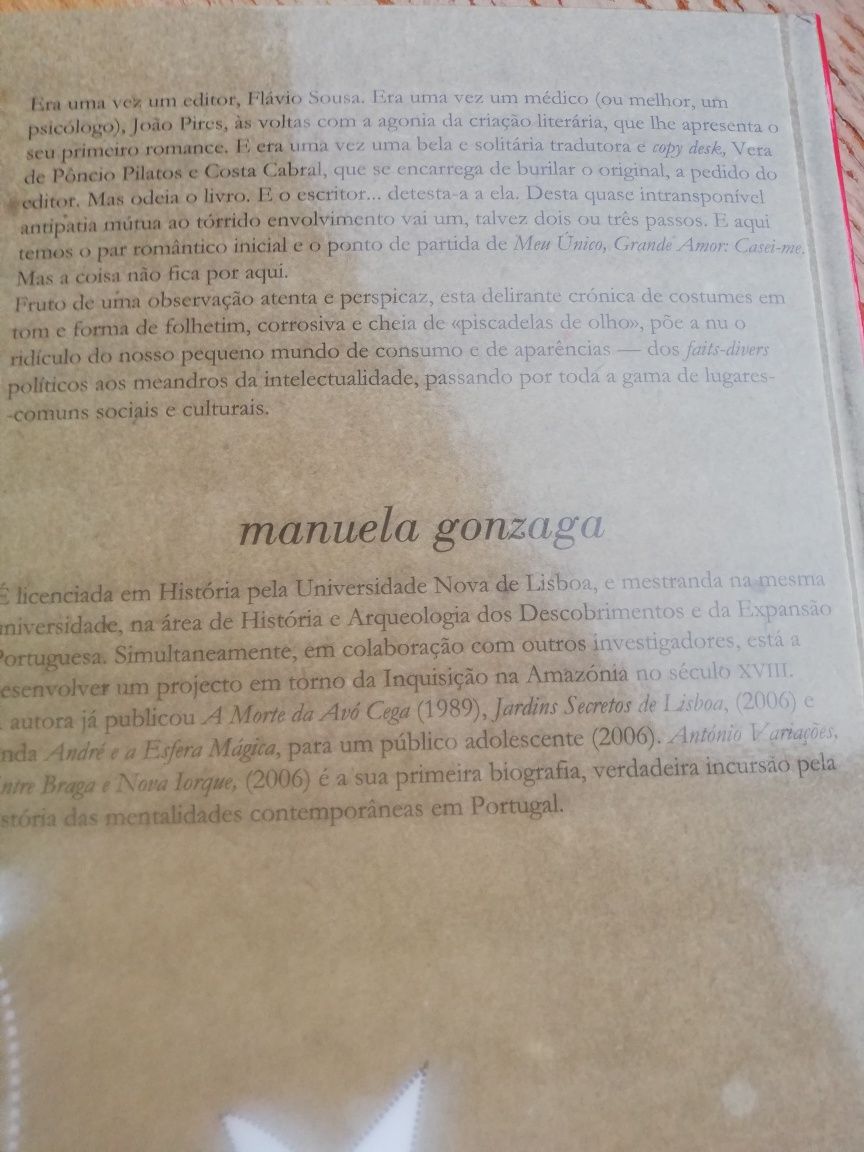 Era uma vez um editor, Flávio Sousa. Era uma vez um médico (ou melhor, um
psicólogo), João Pires, às voltas com a agonia da criação literária, que lhe apresenta o
seu primeiro romance. E era uma vez uma bela e solitária tradutora e copy desk, Vera
de Pôncio Pilatos e Costa Cabral, que se encarrega de burilar o original, a pedido do
editor. Mas odeia o livro. E o escritor... detesta-a a ela. Desta quase intransponível
antipatia mútua ao tórrido envolvimento vai um, talvez dois ou três passos. E aqui
temos o par romântico inicial e o ponto de partida de Meu Único, Grande Amor: Casei-me.
Mas a coisa não fica por aqui.
Fruto de uma observação atenta e perspicaz, esta delirante crónica de costumes em
tom e forma de folhetim, corrosiva e cheia de «piscadelas de olho», põe a nu o
ridículo do nosso pequeno mundo de consumo e de aparências — dos faits-divers
políticos aos meandros da intelectualidade, passando por toda a gama de lugares-
-comuns sociais e culturais.
manuela gonzaga
É licenciada em História pela Universidade Nova de Lisboa, e mestranda na mesma
universidade, na área de História e Arqueologia dos Descobrimentos e da Expansão
Portuguesa. Simultaneamente, em colaboração com outros investigadores, está a
esenvolver um projecto em torno da Inquisição na Amazónia no século XVIII.
autora já publicou A Morte da Avó Cega (1989), Jardins Secretos de Lisboa, (2006) e
nda André e a Esfera Mágica, para um público adolescente (2006). António Variações,
ntre Braga e Nova Iorque, (2006) é a sua primeira biografia, verdadeira incursão pela
stória das mentalidades contemporâneas em Portugal.